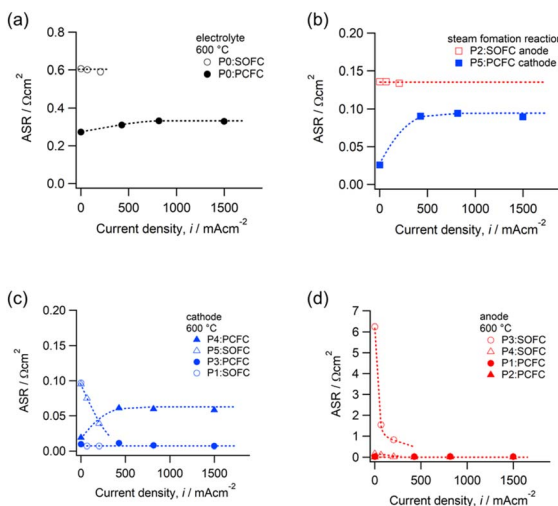 (a)
electrolyte
600 °C
P0:SOFC
P0:PCFC
ASR / Ωcm²
0.8
0.6
0.4
0.2
0.0
0
500
1000
1500
Current density, i / mAcm⁻²
(b)
steam fomation reaction
P2:SOFC anode
P5:PCFC cathode
ASR / Ωcm²
0.20
0.15
0.10
0.05
0.00
0
500
1000
1500
Current density, i / mAcm⁻²
(c)
cathode
600 °C
P4:PCFC
P5:SOFC
P3:PCFC
P1:SOFC
ASR / Ωcm²
0.20
0.15
0.10
0.05
0.00
0
500
1000
1500
Current density, i / mAcm⁻²
(d)
anode
600 °C
P3:SOFC
P4:SOFC
P1:PCFC
P2:PCFC
ASR / Ωcm²
7
6
5
4
3
2
1
0
0
500
1000
1500
Current density, i / mAcm⁻²